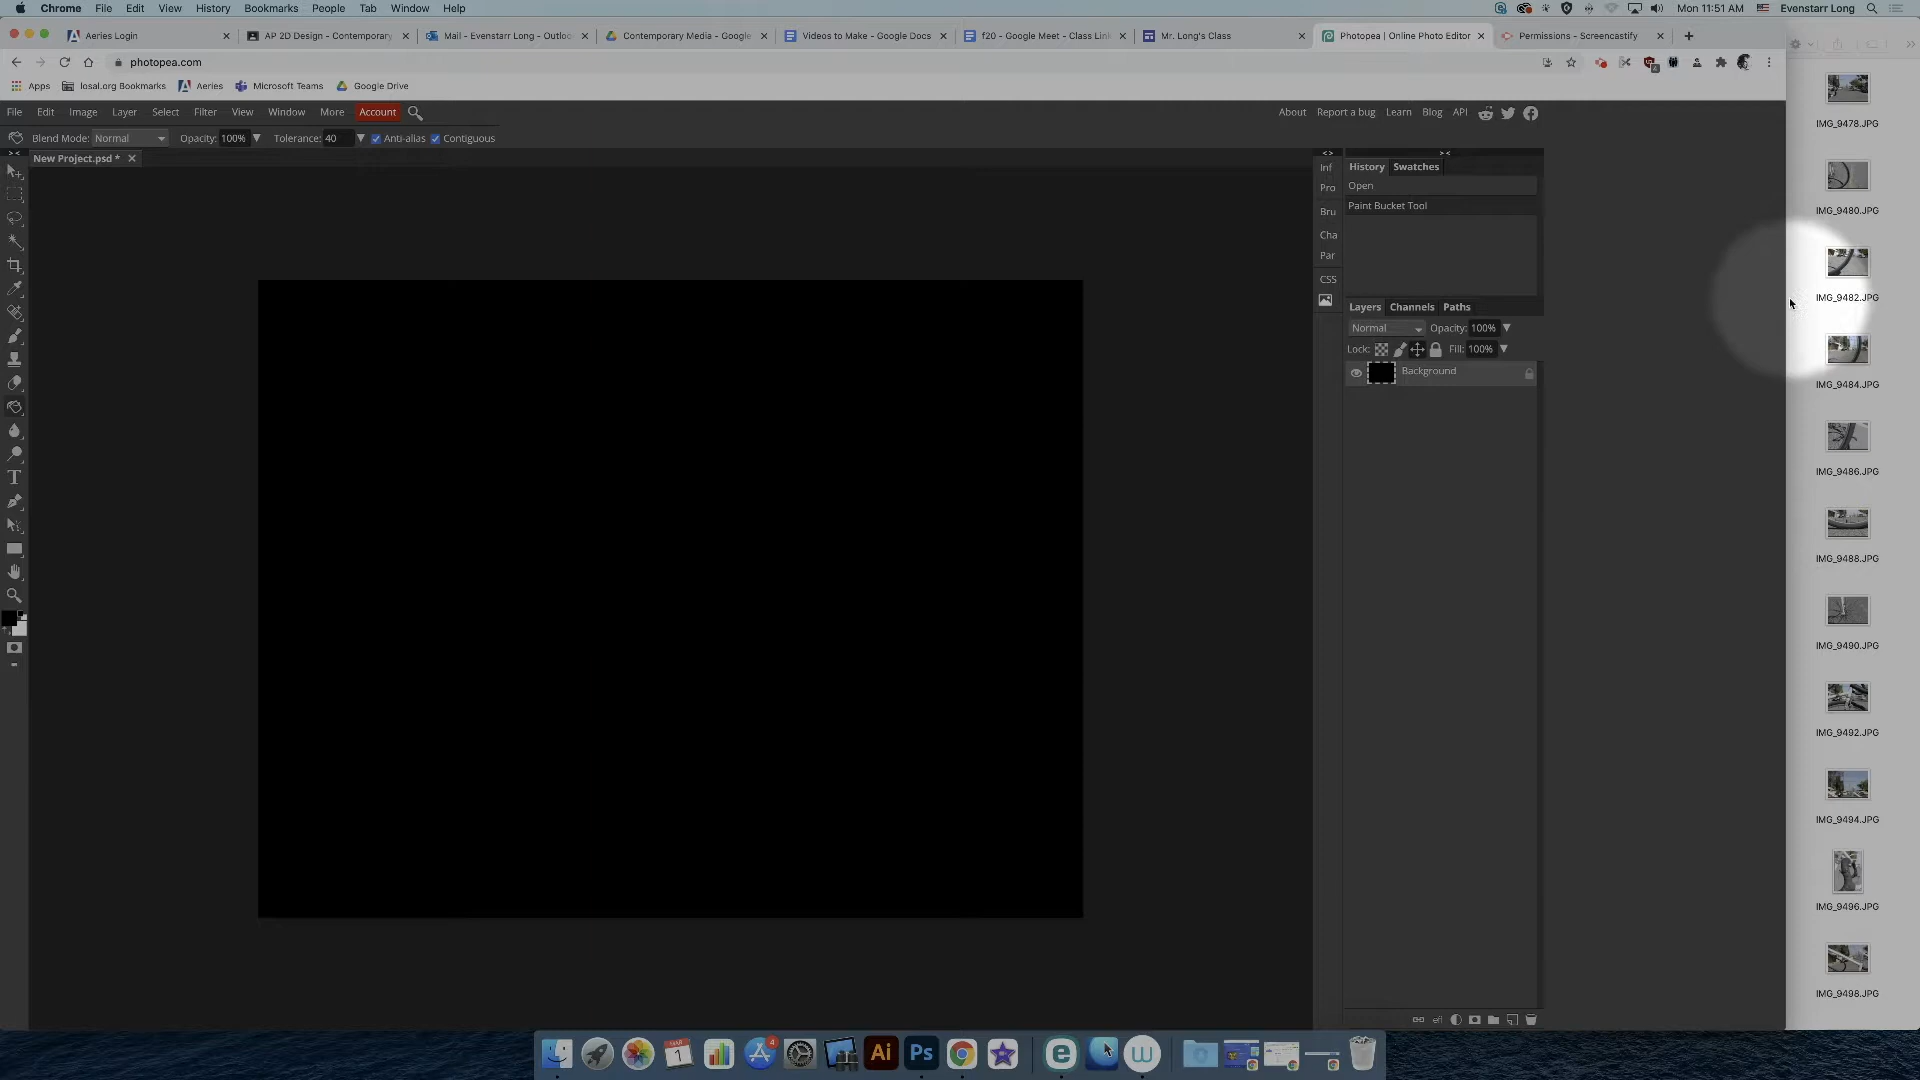 Chrome File Edit View History Bookmarks People Tab Window Help
Mon 11:51 AM Evenstarr Long
Aeries Login
AP 2D Design - Contemporary
Mail - Evenstarr Long - Outloo
Contemporary Media - Google
Videos to Make - Google Docs
f20 - Google Meet - Class Link
Mr. Long's Class
Photopea | Online Photo Editor
Permissions - Screencastify
photopea.com
Apps losal.org Bookmarks Aeries Microsoft Teams Google Drive
File Edit Image Layer Select Filter View Window More Account
About Report a bug Learn Blog API
Blend Mode: Normal Opacity: 100% Tolerance: 40 Anti-alias Contiguous
New Project.psd *
Inf
Pro
Bru
Cha
Par
CSS
History Swatches
Open
Paint Bucket Tool
Layers Channels Paths
Normal Opacity: 100%
Lock: Fill: 100%
Background
eff
IMG_9478.JPG
IMG_9480.JPG
IMG_9482.JPG
IMG_9484.JPG
IMG_9486.JPG
IMG_9488.JPG
IMG_9490.JPG
IMG_9492.JPG
IMG_9494.JPG
IMG_9496.JPG
IMG_9498.JPG
T
1
4
Ai
Ps
e
W